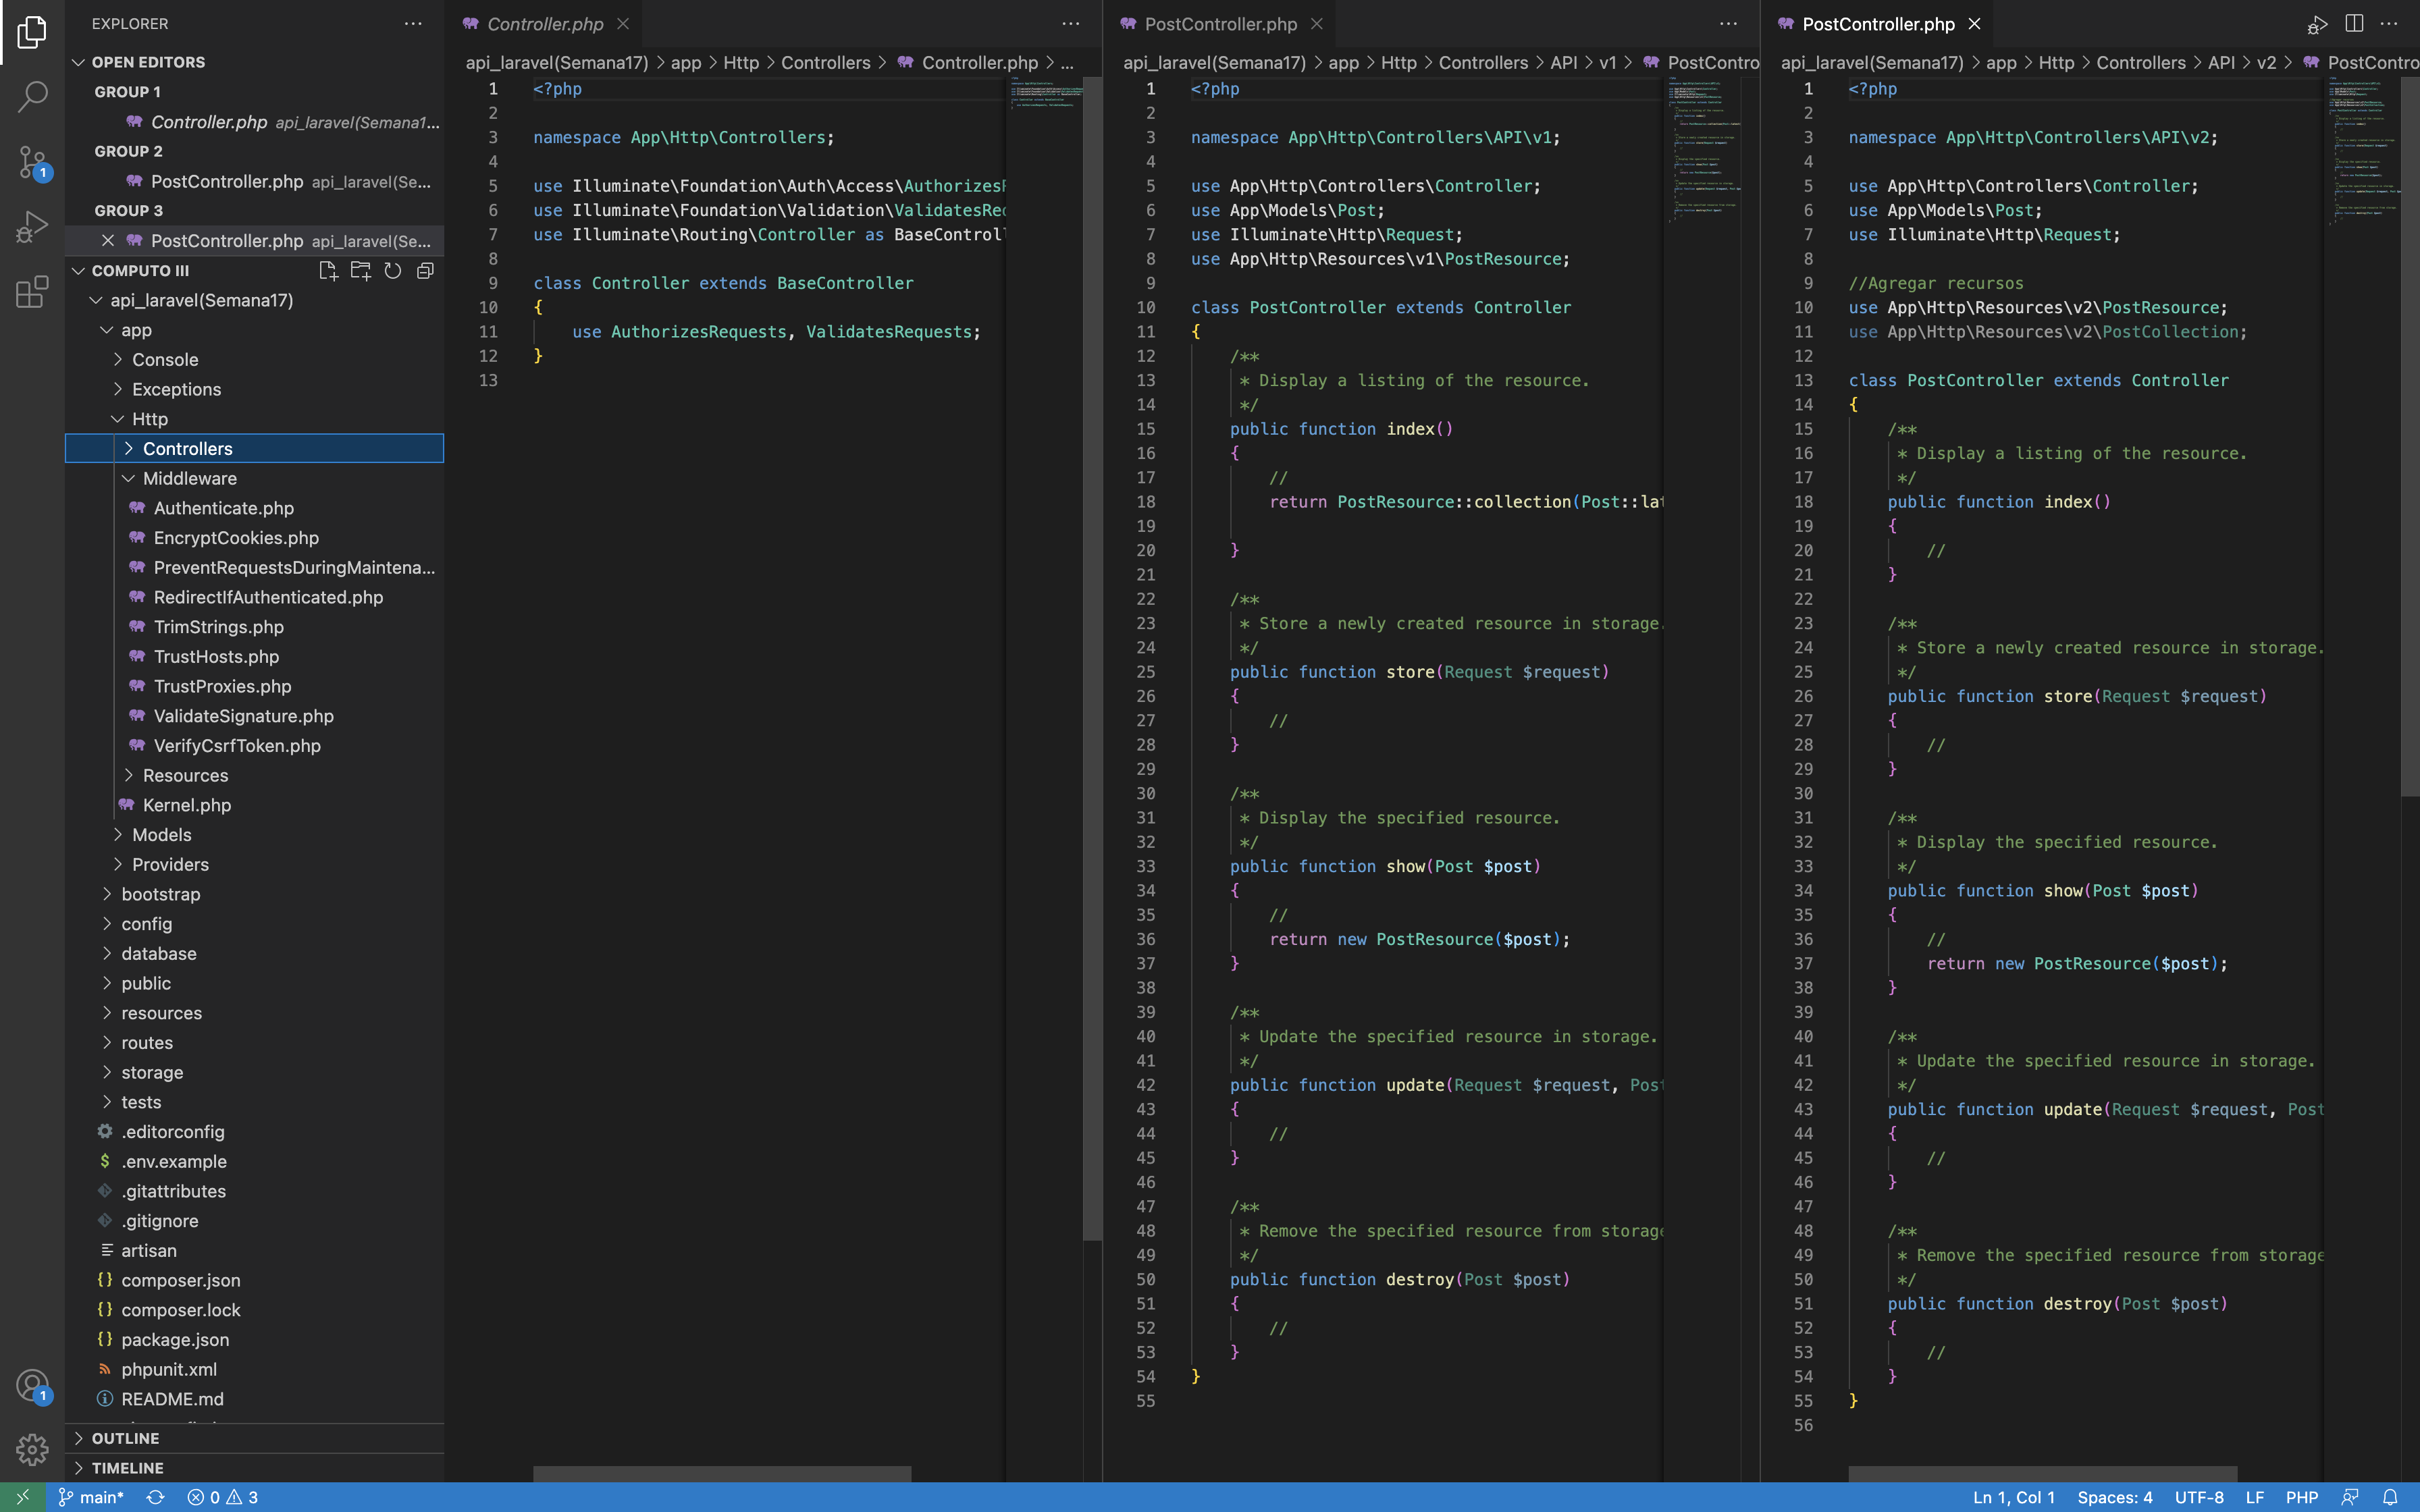 EXPLORER
OPEN EDITORS
GROUP 1
Controller.php api_laravel(Semana1...
GROUP 2
PostController.php api_laravel(Se...
GROUP 3
PostController.php api_laravel(Se...
COMPUTO III
api_laravel(Semana17)
app
Console
Exceptions
Http
Controllers
Middleware
Authenticate.php
EncryptCookies.php
PreventRequestsDuringMaintena...
RedirectIfAuthenticated.php
TrimStrings.php
TrustHosts.php
TrustProxies.php
ValidateSignature.php
VerifyCsrfToken.php
Resources
Kernel.php
Models
Providers
bootstrap
config
database
public
resources
routes
storage
tests
.editorconfig
.env.example
.gitattributes
.gitignore
artisan
composer.json
composer.lock
package.json
phpunit.xml
README.md
OUTLINE
TIMELINE
Controller.php
api_laravel(Semana17) > app > Http > Controllers > Controller.php > ...
1 <?php
2
3 namespace App\Http\Controllers;
4
5 use Illuminate\Foundation\Auth\Access\AuthorizesR
6 use Illuminate\Foundation\Validation\ValidatesReq
7 use Illuminate\Routing\Controller as BaseControll
8
9 class Controller extends BaseController
10 {
11 use AuthorizesRequests, ValidatesRequests;
12 }
13
PostController.php
api_laravel(Semana17) > app > Http > Controllers > API > v1 > PostContro
1 <?php
2
3 namespace App\Http\Controllers\API\v1;
4
5 use App\Http\Controllers\Controller;
6 use App\Models\Post;
7 use Illuminate\Http\Request;
8 use App\Http\Resources\v1\PostResource;
9
10 class PostController extends Controller
11 {
12 /**
13 * Display a listing of the resource.
14 */
15 public function index()
16 {
17 //
18 return PostResource::collection(Post::lat
19
20 }
21
22 /**
23 * Store a newly created resource in storage.
24 */
25 public function store(Request $request)
26 {
27 //
28 }
29
30 /**
31 * Display the specified resource.
32 */
33 public function show(Post $post)
34 {
35 //
36 return new PostResource($post);
37 }
38
39 /**
40 * Update the specified resource in storage.
41 */
42 public function update(Request $request, Post
43 {
44 //
45 }
46
47 /**
48 * Remove the specified resource from storage
49 */
50 public function destroy(Post $post)
51 {
52 //
53 }
54 }
55
PostController.php
api_laravel(Semana17) > app > Http > Controllers > API > v2 > PostContro
1 <?php
2
3 namespace App\Http\Controllers\API\v2;
4
5 use App\Http\Controllers\Controller;
6 use App\Models\Post;
7 use Illuminate\Http\Request;
8
9 //Agregar recursos
10 use App\Http\Resources\v2\PostResource;
11 use App\Http\Resources\v2\PostCollection;
12
13 class PostController extends Controller
14 {
15 /**
16 * Display a listing of the resource.
17 */
18 public function index()
19 {
20 //
21 }
22
23 /**
24 * Store a newly created resource in storage.
25 */
26 public function store(Request $request)
27 {
28 //
29 }
30
31 /**
32 * Display the specified resource.
33 */
34 public function show(Post $post)
35 {
36 //
37 return new PostResource($post);
38 }
39
40 /**
41 * Update the specified resource in storage.
42 */
43 public function update(Request $request, Post
44 {
45 //
46 }
47
48 /**
49 * Remove the specified resource from storage
50 */
51 public function destroy(Post $post)
52 {
53 //
54 }
55 }
56
1
1
main* 0 3
Ln 1, Col 1 Spaces: 4 UTF-8 LF PHP